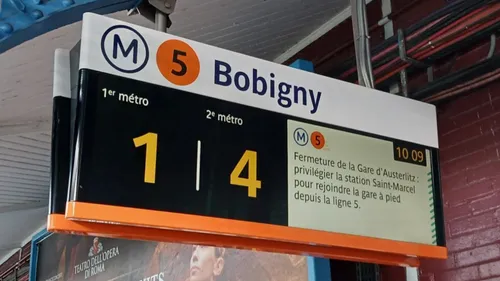 M 5 Bobigny
1er métro
2e métro
1 4
M 5
10 09
Fermeture de la Gare d'Austerlitz :
privilégier la station Saint-Marcel
pour rejoindre la gare à pied
depuis la ligne 5.
TEATRO DELL'OPERA
DI ROMA